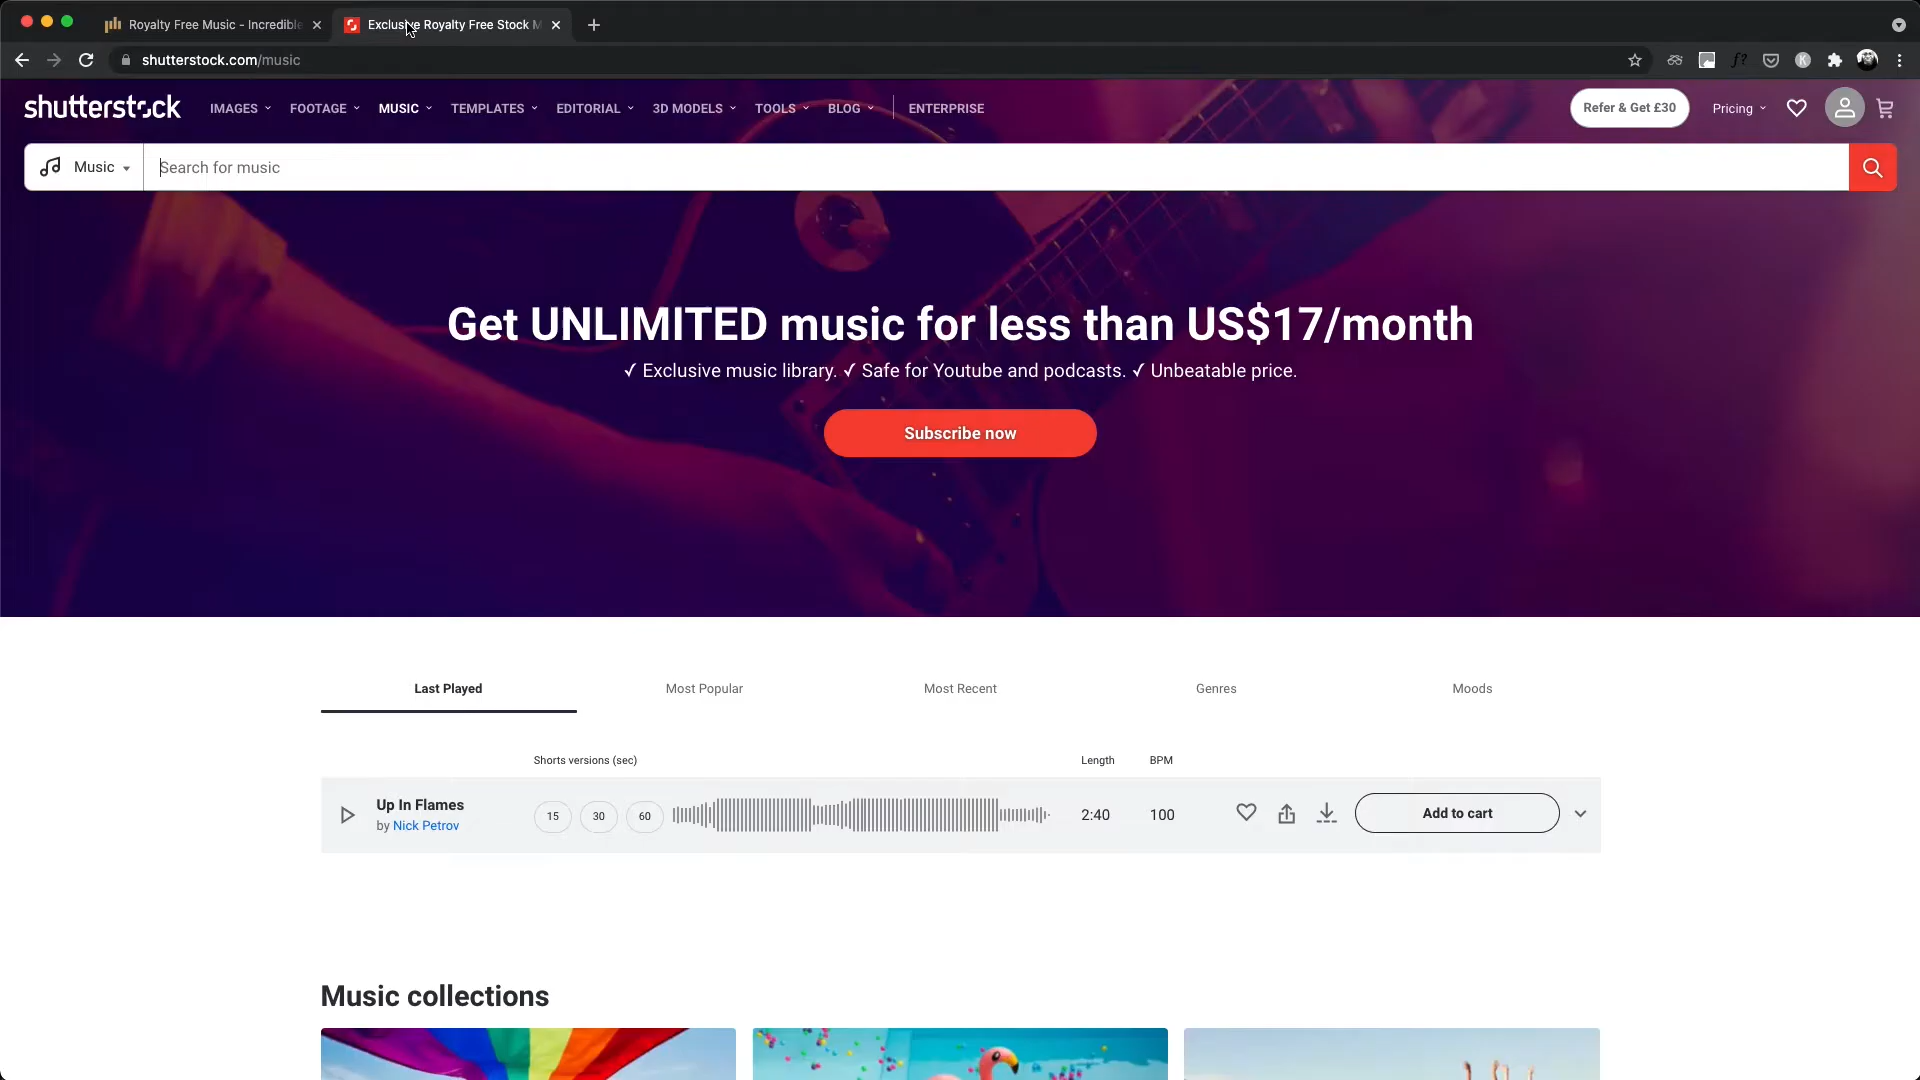 Royalty Free Music - Incredible
Exclusive Royalty Free Stock M
shutterstock.com/music
shutterstock
IMAGES
FOOTAGE
MUSIC
TEMPLATES
EDITORIAL
3D MODELS
TOOLS
BLOG
ENTERPRISE
Refer & Get £30
Pricing
Music
Search for music
Get UNLIMITED music for less than US$17/month
✓ Exclusive music library. ✓ Safe for Youtube and podcasts. ✓ Unbeatable price.
Subscribe now
Last Played
Most Popular
Most Recent
Genres
Moods
Shorts versions (sec)
Length
BPM
Up In Flames
by Nick Petrov
15
30
60
2:40
100
Add to cart
Music collections